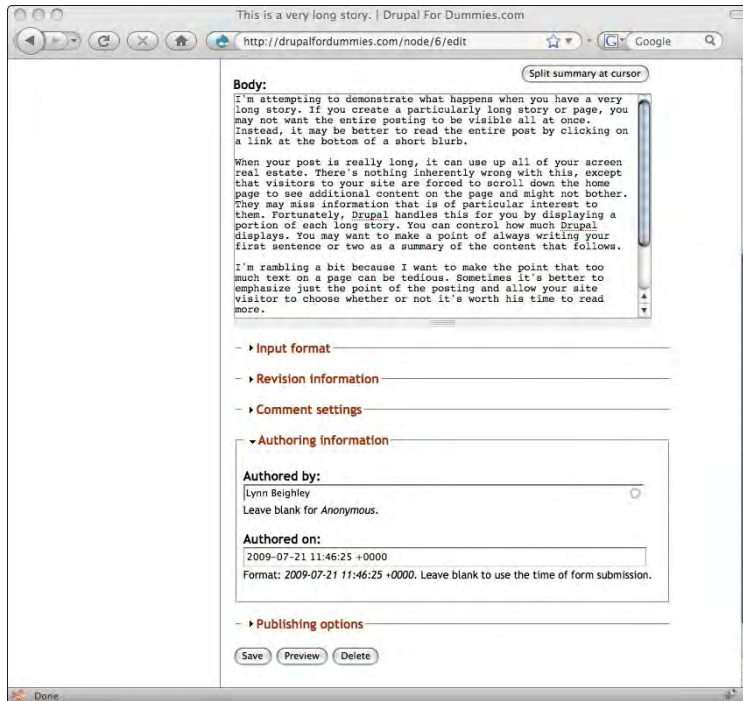 This is a very long story. | Drupal For Dummies.com
http://drupalfordummies.com/node/6/edit
Google
Split summary at cursor
Body:
I'm attempting to demonstrate what happens when you have a very
long story. If you create a particularly long story or page, you
may not want the entire posting to be visible all at once.
Instead, it may be better to read the entire post by clicking on
a link at the bottom of a short blurb.
When your post is really long, it can use up all of your screen
real estate. There's nothing inherently wrong with this, except
that visitors to your site are forced to scroll down the home
page to see additional content on the page and might not bother.
They may miss information that is of particular interest to
them. Fortunately, Drupal handles this for you by displaying a
portion of each long story. You can control how much Drupal
displays. You may want to make a point of always writing your
first sentence or two as a summary of the content that follows.
I'm rambling a bit because I want to make the point that too
much text on a page can be tedious. Sometimes it's better to
emphasize just the point of the posting and allow your site
visitor to choose whether or not it's worth his time to read
more.
Input format
Revision information
Comment settings
Authoring information
Authored by:
Lynn Beighley
Leave blank for Anonymous.
Authored on:
2009-07-21 11:46:25 +0000
Format: 2009-07-21 11:46:25 +0000. Leave blank to use the time of form submission.
Publishing options
Save Preview Delete
Done